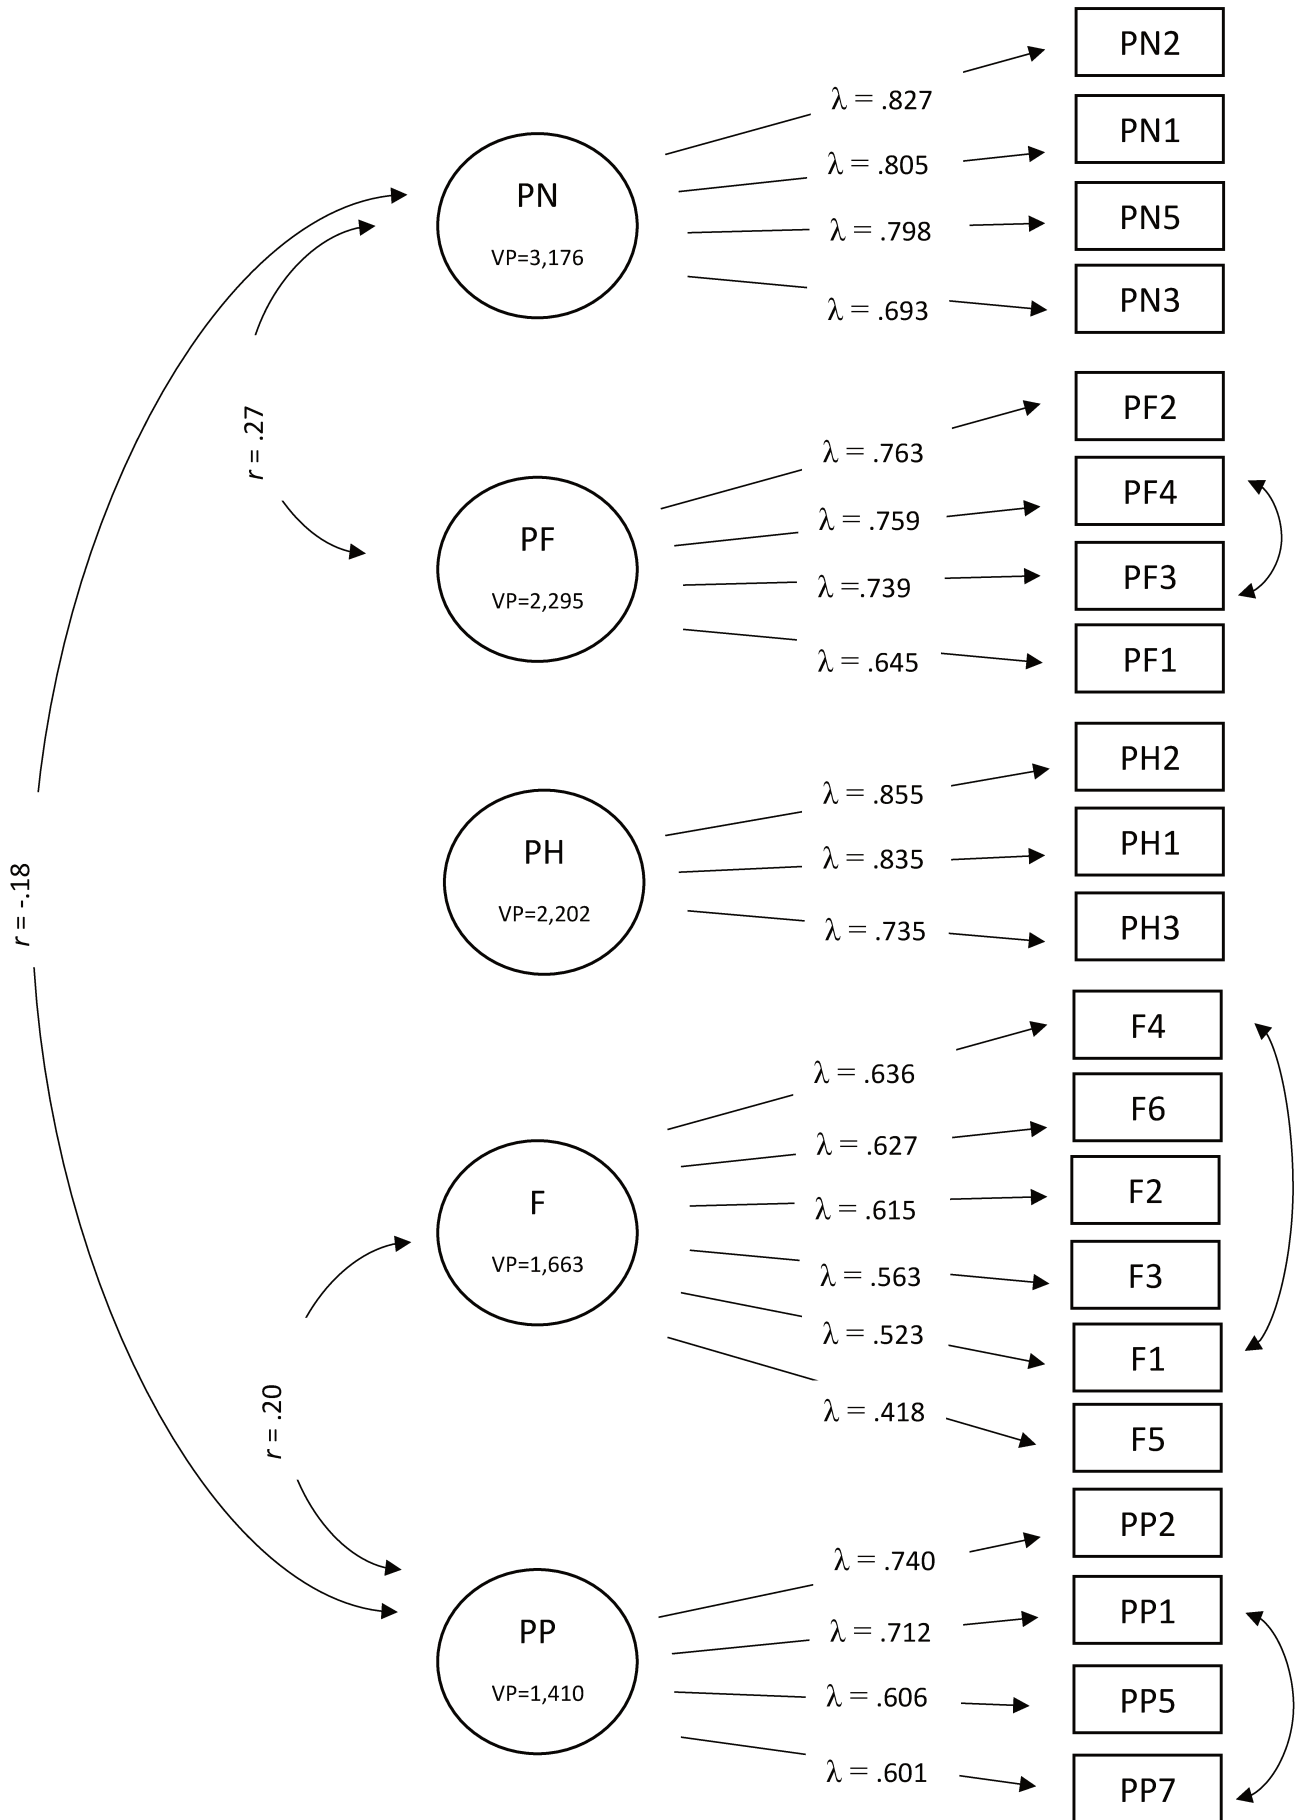 PN2
λ = .827
PN1
PN
λ = .805
VP=3,176
PN5
λ = .798
PN3
λ = .693
r = .27
PF2
λ = .763
PF4
PF
λ = .759
VP=2,295
PF3
λ =.739
PF1
λ = .645
PH2
λ = .855
PH
PH1
λ = .835
VP=2,202
PH3
λ = .735
r = -.18
F4
λ = .636
F6
λ = .627
F
F2
λ = .615
VP=1,663
F3
λ = .563
F1
λ = .523
F5
λ = .418
r = .20
PP2
λ = .740
PP
PP1
λ = .712
VP=1,410
PP5
λ = .606
PP7
λ = .601